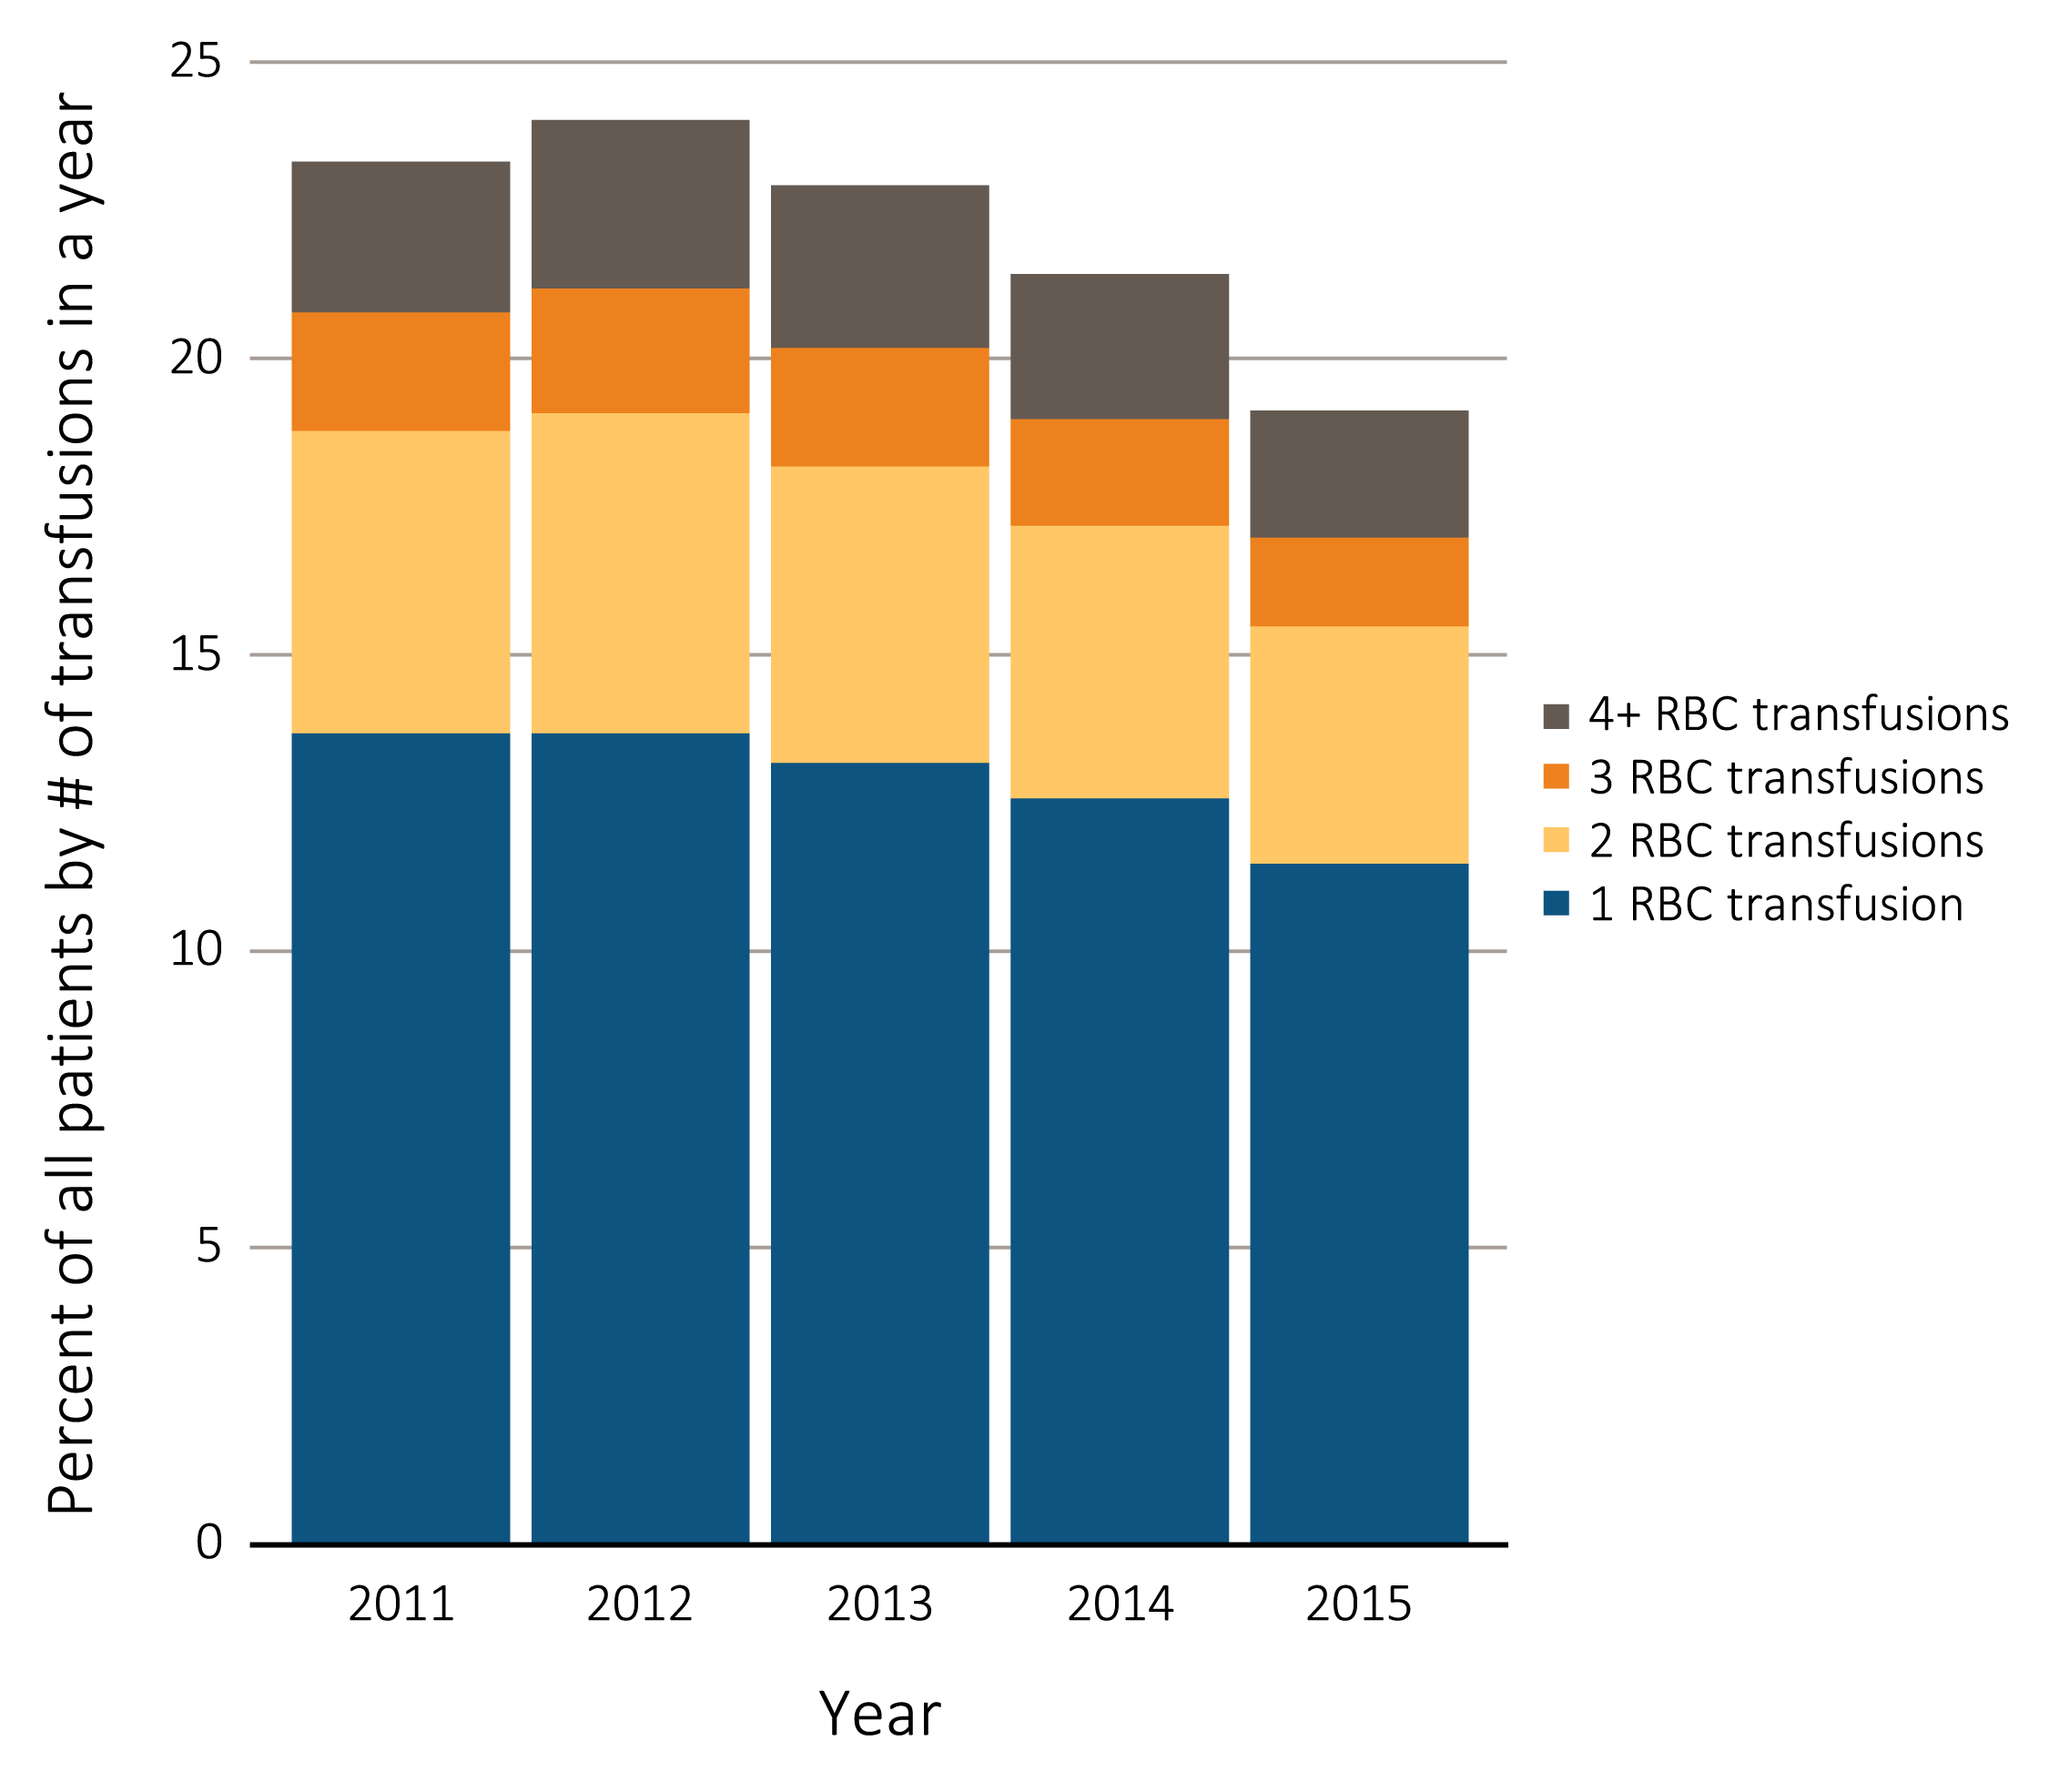 Percent of all patients by # of transfusions in a year
25
20
15
10
5
0
2011 2012 2013 2014 2015
Year
4+ RBC transfusions
3 RBC transfusions
2 RBC transfusions
1 RBC transfusion